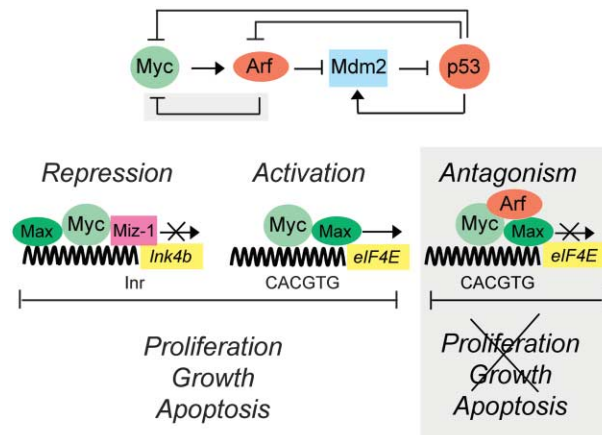 Myc Arf Mdm2 p53
Repression Activation Antagonism
Max Myc Miz-1 Myc Max Myc Arf Max
Ink4b eIF4E eIF4E
Inr CACGTG CACGTG
Proliferation Proliferation
Growth Growth
Apoptosis Apoptosis